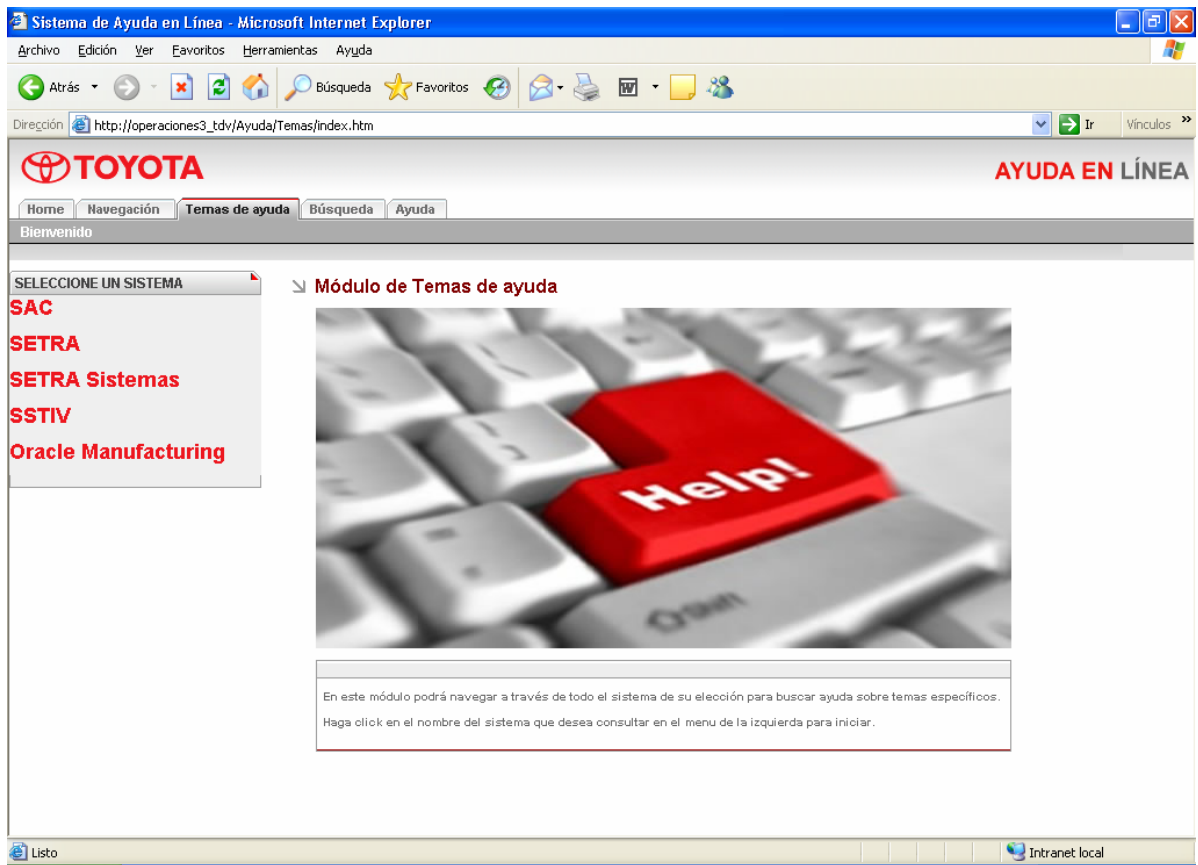 Sistema de Ayuda en Línea - Microsoft Internet Explorer
Archivo Edición Ver Favoritos Herramientas Ayuda
Atrás Búsqueda Favoritos
Dirección http://operaciones3_tdv/Ayuda/Temas/index.htm Ir Vínculos »
TOYOTA AYUDA EN LÍNEA
Home Navegación Temas de ayuda Búsqueda Ayuda
Bienvenido
SELECCIONE UN SISTEMA
SAC
SETRA
SETRA Sistemas
SSTIV
Oracle Manufacturing
Módulo de Temas de ayuda
Help!
Shift
En este módulo podrá navegar a través de todo el sistema de su elección para buscar ayuda sobre temas específicos.
Haga click en el nombre del sistema que desea consultar en el menu de la izquierda para iniciar.
Listo Intranet local